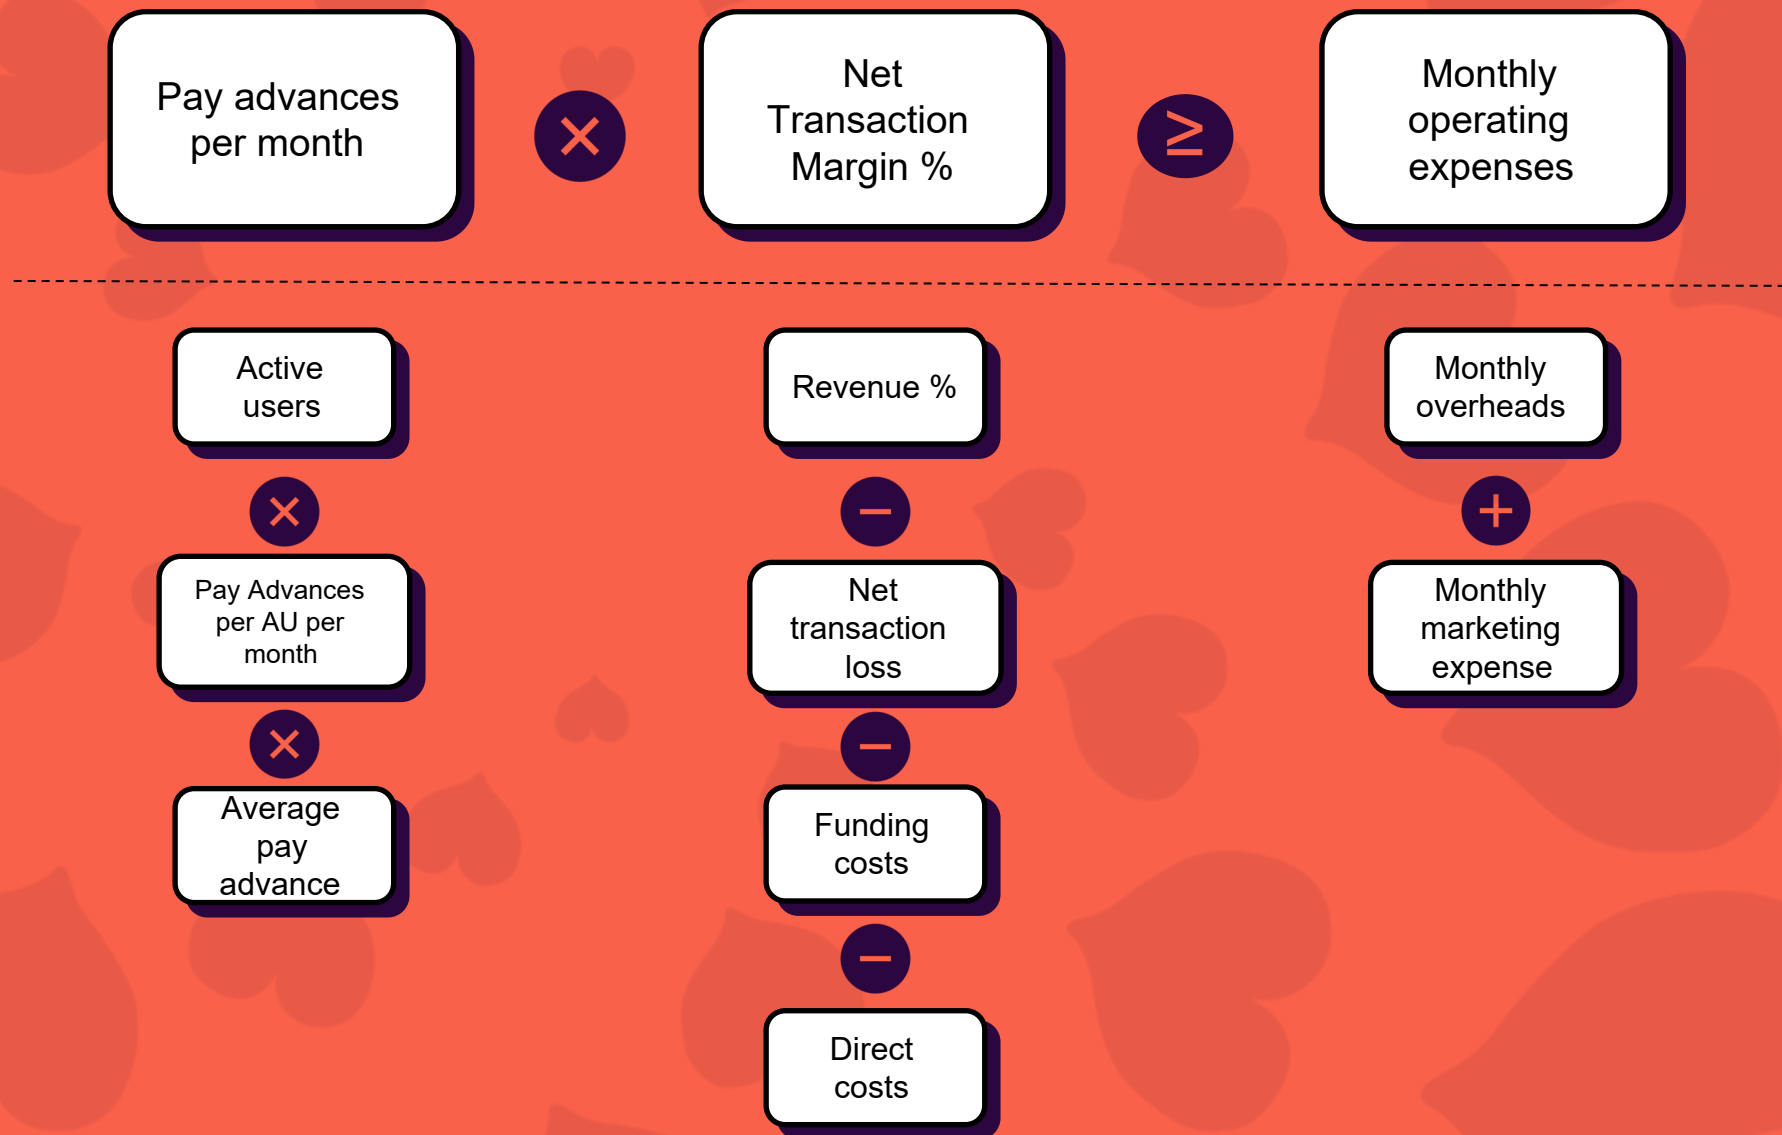 Pay advances
per month
×
Net
Transaction
Margin %
≥
Monthly
operating
expenses
Active
users
×
Pay Advances
per AU per
month
×
Average
pay
advance
Revenue %
−
Net
transaction
loss
−
Funding
costs
−
Direct
costs
Monthly
overheads
+
Monthly
marketing
expense